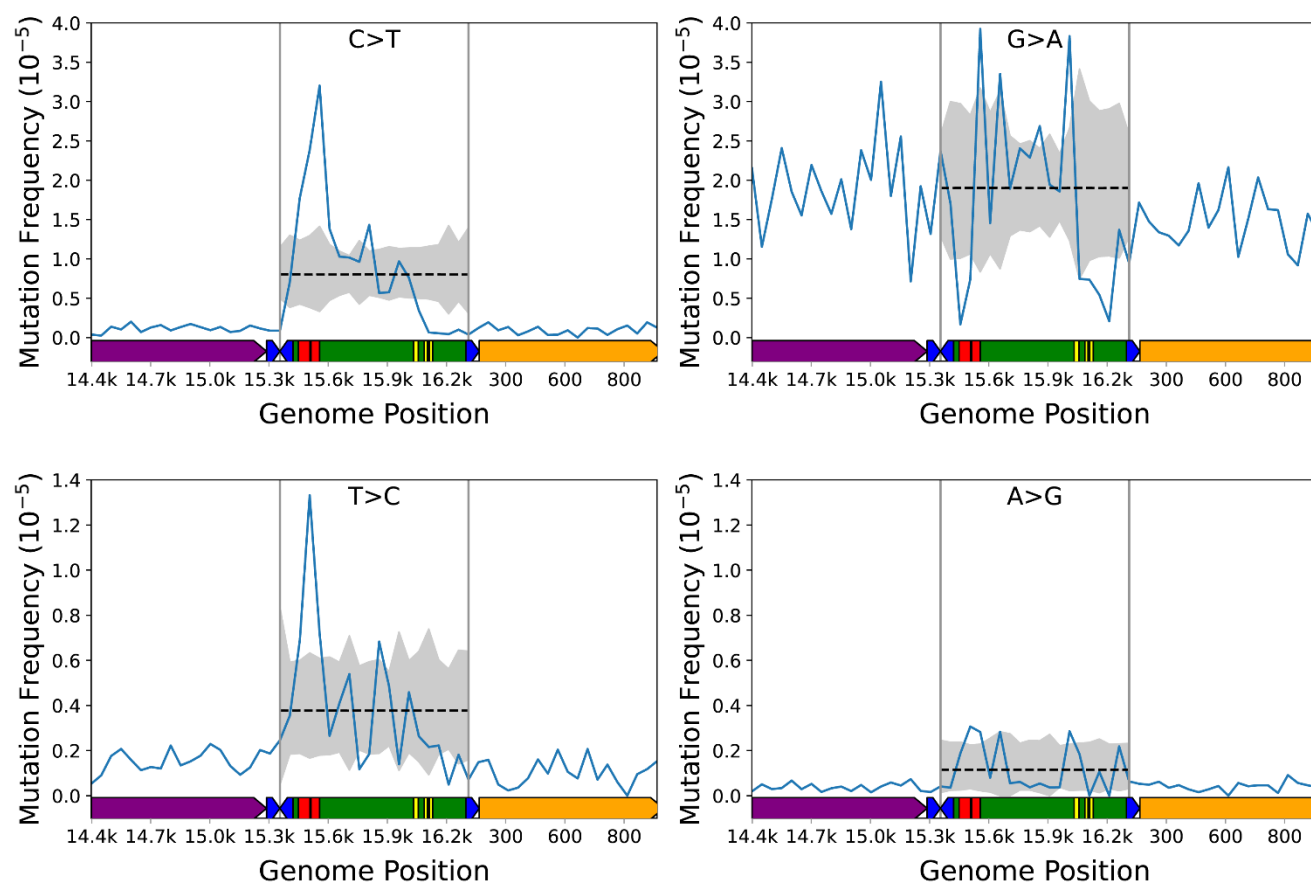 C>T
Mutation Frequency (10⁻⁵)
4.0
3.5
3.0
2.5
2.0
1.5
1.0
0.5
0.0
14.4k 14.7k 15.0k 15.3k 15.6k 15.9k 16.2k 300 600 800
Genome Position
G>A
Mutation Frequency (10⁻⁵)
4.0
3.5
3.0
2.5
2.0
1.5
1.0
0.5
0.0
14.4k 14.7k 15.0k 15.3k 15.6k 15.9k 16.2k 300 600 800
Genome Position
T>C
Mutation Frequency (10⁻⁵)
1.4
1.2
1.0
0.8
0.6
0.4
0.2
0.0
14.4k 14.7k 15.0k 15.3k 15.6k 15.9k 16.2k 300 600 800
Genome Position
A>G
Mutation Frequency (10⁻⁵)
1.4
1.2
1.0
0.8
0.6
0.4
0.2
0.0
14.4k 14.7k 15.0k 15.3k 15.6k 15.9k 16.2k 300 600 800
Genome Position